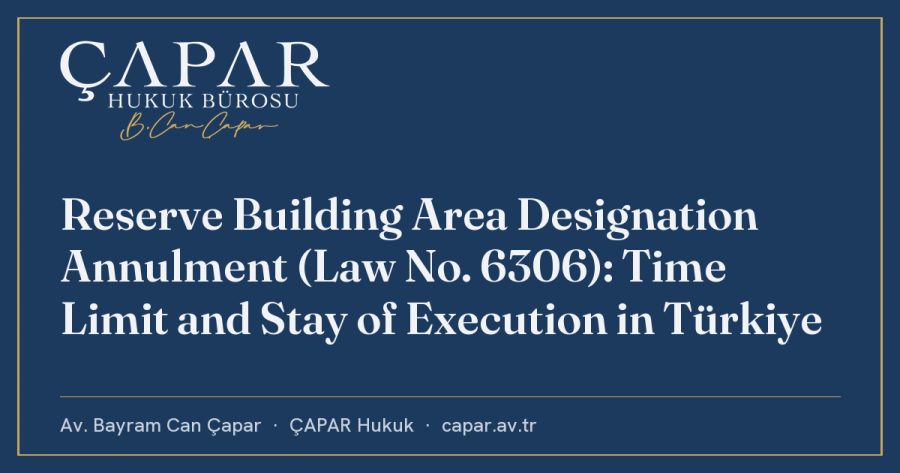 ÇAPAR
HUKUK BÜROSU
B.Can Çapar
Reserve Building Area Designation
Annulment (Law No. 6306): Time
Limit and Stay of Execution in Türkiye
Av. Bayram Can Çapar · ÇAPAR Hukuk · capar.av.tr